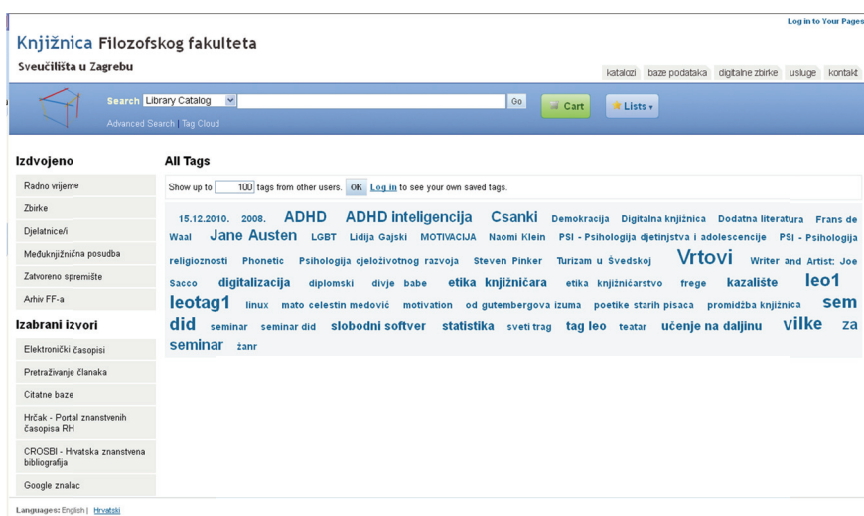 Log in to Your Pages
Knjižnica Filozofskog fakulteta
Sveučilišta u Zagrebu
katalozi baze podataka digitalne zbirke usluge kontakt
Search Library Catalog Go Cart Lists
Advanced Search | Tag Cloud
Izdvojeno
Radno vrijeme
Zbirke
Djelatnice/i
Međuknjižnična posudba
Zatvoreno spremište
Arhiv FF-a
Izabrani izvori
Elektronički časopisi
Pretraživanje članaka
Citatne baze
Hrčak - Portal znanstvenih
časopisa RH
CROSBI - Hrvatska znanstvena
bibliografija
Google znalac
All Tags
Show up to 100 tags from other users. OK Log in to see your own saved tags.
15.12.2010. 2008. ADHD ADHD inteligencija Csanki Demokracija Digitalna knjižnica Dodatna literatura Frans de
Waal Jane Austen LGBT Lidija Gajski MOTIVACIJA Naomi Klein PSI - Psihologija djetinjstva i adolescencije PSI - Psihologija
religioznosti Phonetic Psihologija cjeloživotnog razvoja Steven Pinker Turizam u Švedskoj Vrtovi Writer and Artist: Joe
Sacco digitalizacija diplomski divje babe etika knjižničara etika knjižničarstvo frege kazalište leo1
leotag1 linux mato celestin medović motivation od gutembergova izuma poetike starih pisaca promidžba knjižnica sem
did seminar seminar did slobodni softver statistika sveti trag tag leo teatar učenje na daljinu vilke za
seminar žanr
Languages: English | Hrvatski